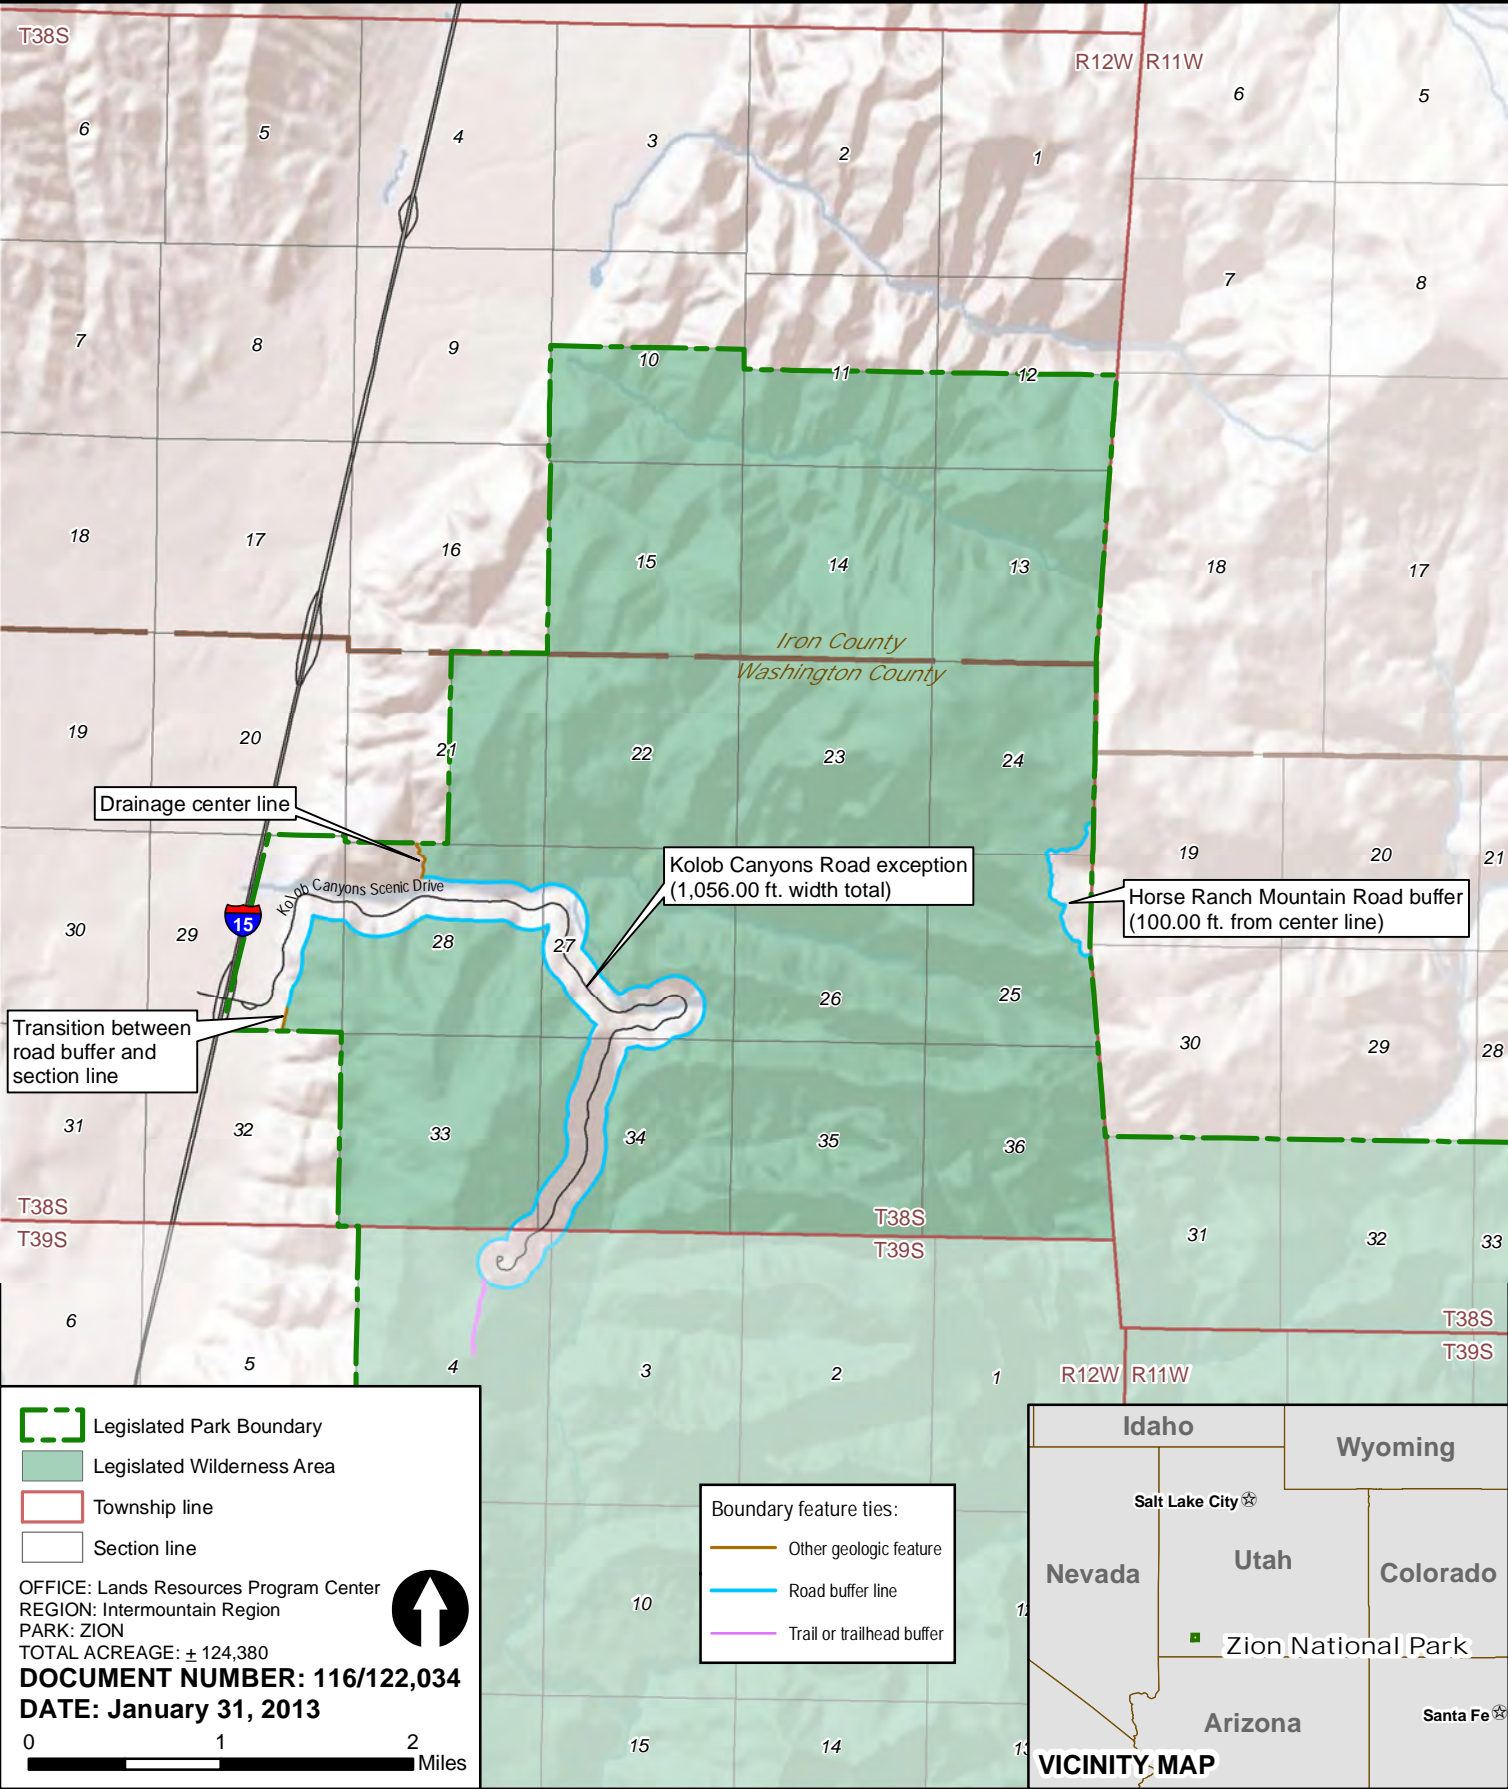 T38S
R12W R11W
6
5
4
3
2
1
6
5
7
8
9
10
11
12
7
8
18
17
16
15
14
13
18
17
Iron County
Washington County
19
20
21
22
23
24
19
20
21
Drainage center line
Kolob Canyons Road exception
(1,056.00 ft. width total)
Horse Ranch Mountain Road buffer
(100.00 ft. from center line)
Kolob Canyons Scenic Drive
15
30
29
28
27
26
25
30
29
28
Transition between
road buffer and
section line
31
32
33
34
35
36
31
32
33
T38S
T39S
T38S
T39S
T38S
T39S
6
5
4
3
2
1
R12W R11W
10
12
15
14
13
Legislated Park Boundary
Legislated Wilderness Area
Township line
Section line
OFFICE: Lands Resources Program Center
REGION: Intermountain Region
PARK: ZION
TOTAL ACREAGE: ± 124,380
DOCUMENT NUMBER: 116/122,034
DATE: January 31, 2013
0 1 2
Miles
Boundary feature ties:
Other geologic feature
Road buffer line
Trail or trailhead buffer
Idaho
Wyoming
Salt Lake City
Nevada
Utah
Colorado
Zion National Park
Arizona
Santa Fe
VICINITY MAP